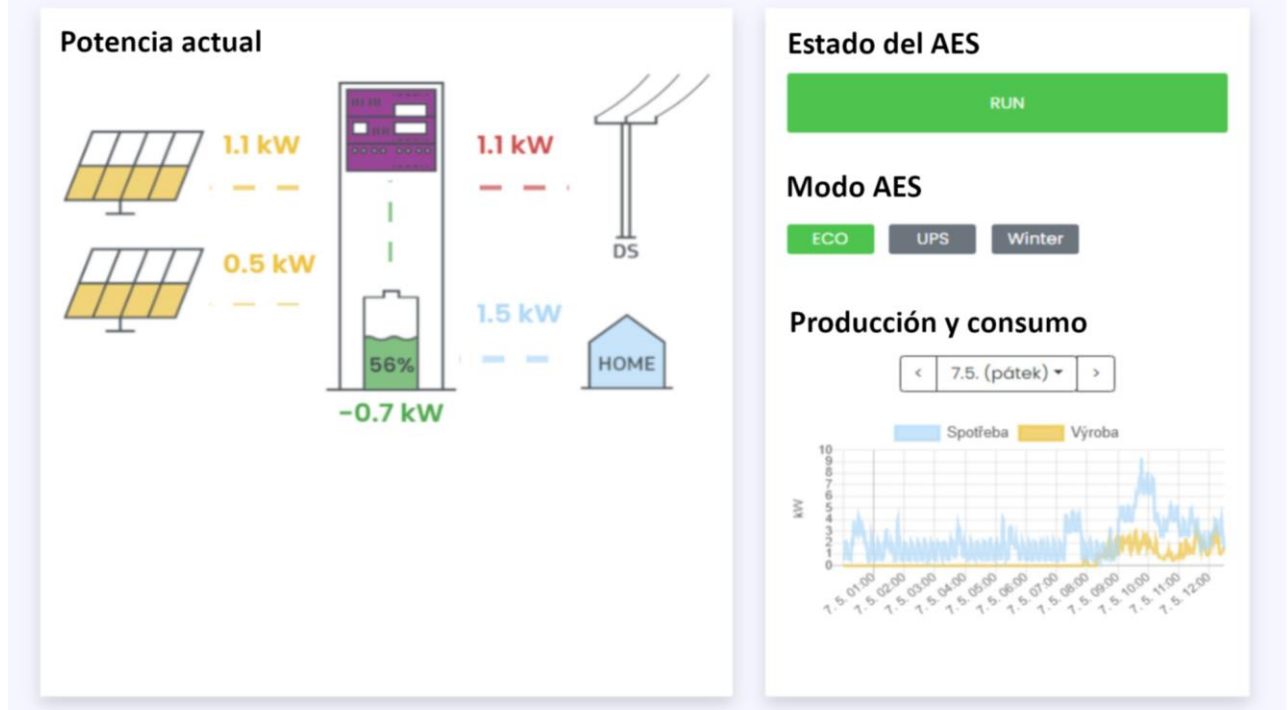 Potencia actual
1.1 kW
1.1 kW
DS
0.5 kW
1.5 kW
56%
HOME
-0.7 kW
Estado del AES
RUN
Modo AES
ECO UPS Winter
Producción y consumo
< 7.5. (pátek) >
Spotřeba Výroba
10
9
8
7
6
5
4
3
2
1
0
kW
7. 5. 01:00
7. 5. 02:00
7. 5. 03:00
7. 5. 04:00
7. 5. 05:00
7. 5. 06:00
7. 5. 07:00
7. 5. 08:00
7. 5. 09:00
7. 5. 10:00
7. 5. 11:00
7. 5. 12:00